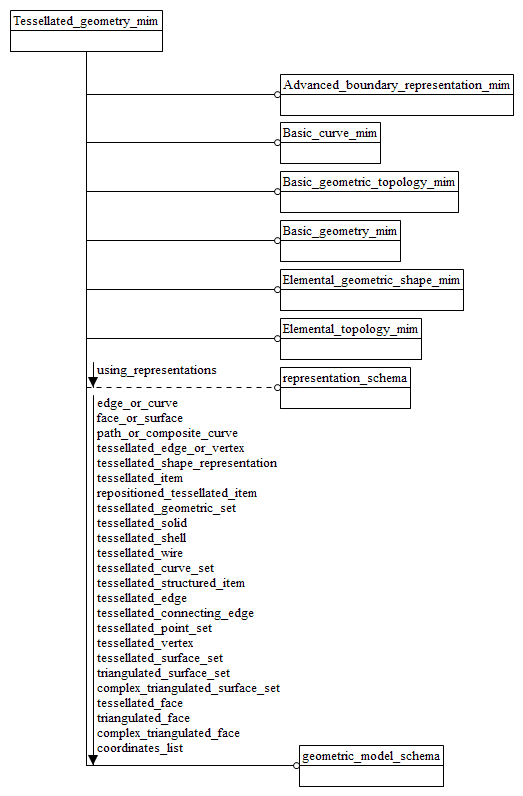 Tessellated_geometry_mim
Advanced_boundary_representation_mim
Basic_curve_mim
Basic_geometric_topology_mim
Basic_geometry_mim
Elemental_geometric_shape_mim
Elemental_topology_mim
using_representations
representation_schema
edge_or_curve
face_or_surface
path_or_composite_curve
tessellated_edge_or_vertex
tessellated_shape_representation
tessellated_item
repositioned_tessellated_item
tessellated_geometric_set
tessellated_solid
tessellated_shell
tessellated_wire
tessellated_curve_set
tessellated_structured_item
tessellated_edge
tessellated_connecting_edge
tessellated_point_set
tessellated_vertex
tessellated_surface_set
triangulated_surface_set
complex_triangulated_surface_set
tessellated_face
triangulated_face
complex_triangulated_face
coordinates_list
geometric_model_schema